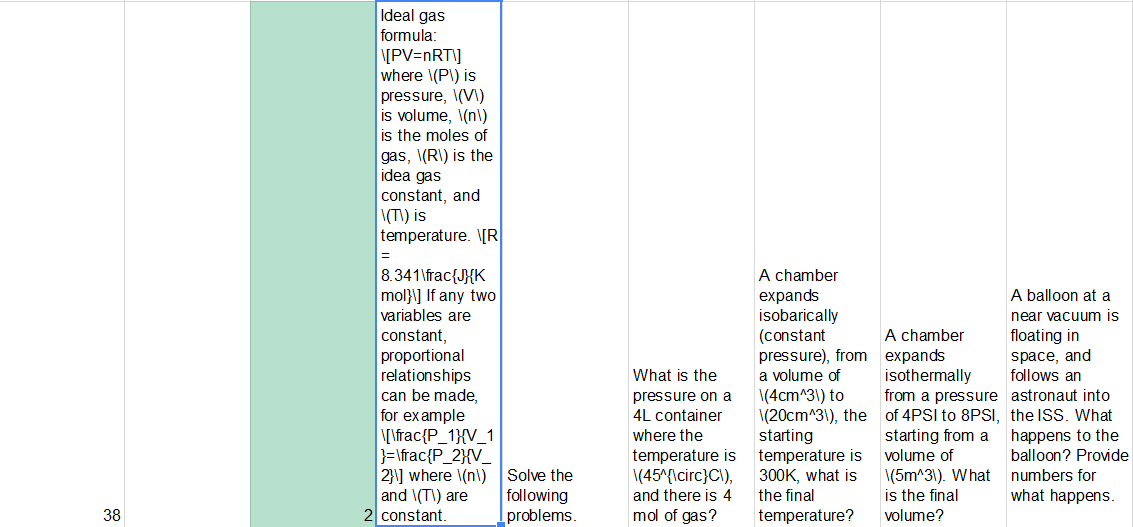 38
2
Ideal gas
formula:
\[PV=nRT\]
where \(P\) is
pressure, \(V\)
is volume, \(n\)
is the moles of
gas, \(R\) is the
idea gas
constant, and
\(T\) is
temperature. \[R
=
8.341\frac{J}{K
mol}\] If any two
variables are
constant,
proportional
relationships
can be made,
for example
\[\frac{P_1}{V_1
}=\frac{P_2}{V_
2}\] where \(n\)
and \(T\) are
constant.
Solve the
following
problems.
What is the
pressure on a
4L container
where the
temperature is
\(45^{\circ}C\),
and there is 4
mol of gas?
A chamber
expands
isobarically
(constant
pressure), from
a volume of
\(4cm^3\) to
\(20cm^3\), the
starting
temperature is
300K, what is
the final
temperature?
A chamber
expands
isothermally
from a pressure
of 4PSI to 8PSI,
starting from a
volume of
\(5m^3\). What
is the final
volume?
A balloon at a
near vacuum is
floating in
space, and
follows an
astronaut into
the ISS. What
happens to the
balloon? Provide
numbers for
what happens.